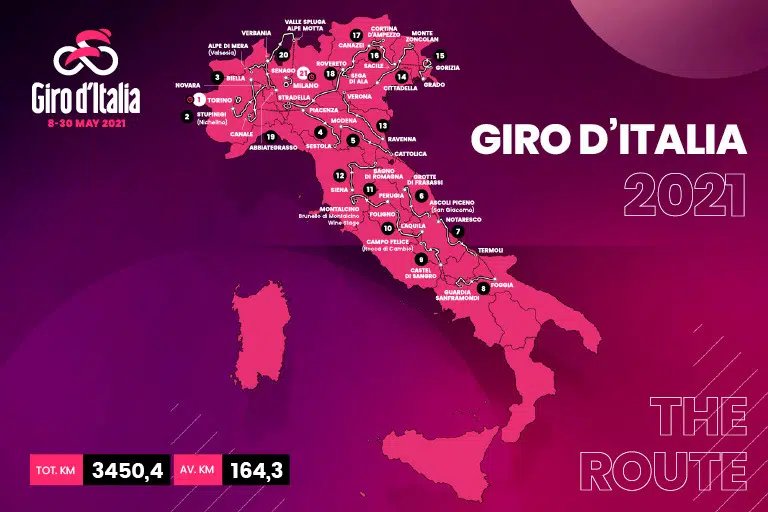 Giro d'Italia
8-30 MAY 2021
GIRO D'ITALIA
2021
VALLE SPLUGA
ALPE MOTTA
VERBANIA
ALPE DI MERA
(Valsesia)
20
17
CORTINA
D'AMPEZZO
CANAZEI
MONTE
ZONCOLAN
16
15
ROVERETO
SACILE
GORIZIA
3
BIELLA
SENAGO
21
MILANO
18
SEGA
DI ALA
14
CITTADELLA
GRADO
NOVARA
1
TORINO
STRADELLA
VERONA
2
STUPINIGI
(Nichelino)
PIACENZA
MODENA
13
CANALE
19
ABBIATEGRASSO
4
SESTOLA
5
RAVENNA
CATTOLICA
12
BAGNO
DI ROMAGNA
GROTTE
DI FRASASSI
SIENA
11
PERUGIA
6
ASCOLI PICENO
(San Giacomo)
MONTALCINO
Brunello di Montalcino
Wine Stage
FOLIGNO
NOTARESCO
10
L'AQUILA
7
CAMPO FELICE
(Rocca di Cambio)
TERMOLI
9
CASTEL
DI SANGRO
8
FOGGIA
GUARDIA
SANFRAMONDI
THE
ROUTE
TOT. KM 3450,4 AV. KM 164,3